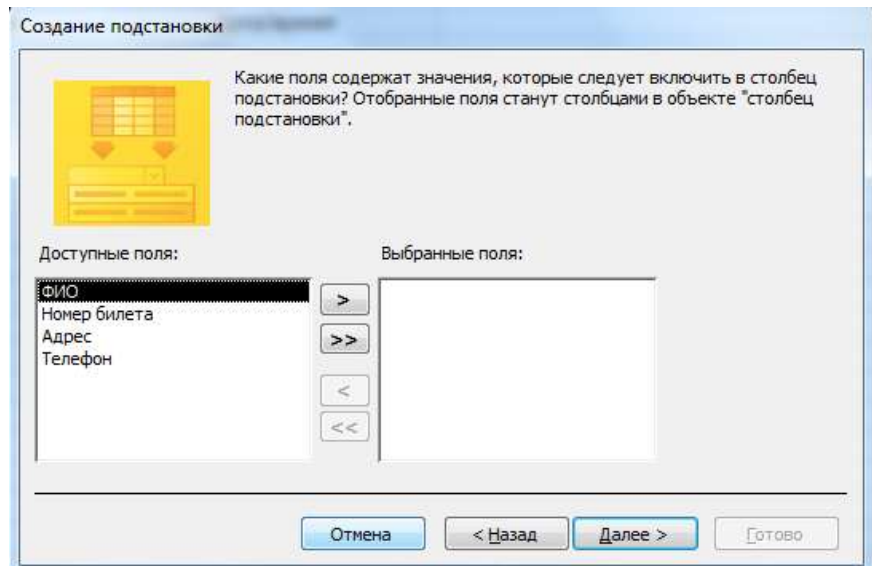 Создание подстановки
Какие поля содержат значения, которые следует включить в столбец
подстановки? Отобранные поля станут столбцами в объекте "столбец
подстановки".
Доступные поля:
Выбранные поля:
ФИО
Номер билета
Адрес
Телефон
>
>>
<
<<
Отмена
< Назад
Далее >
Готово